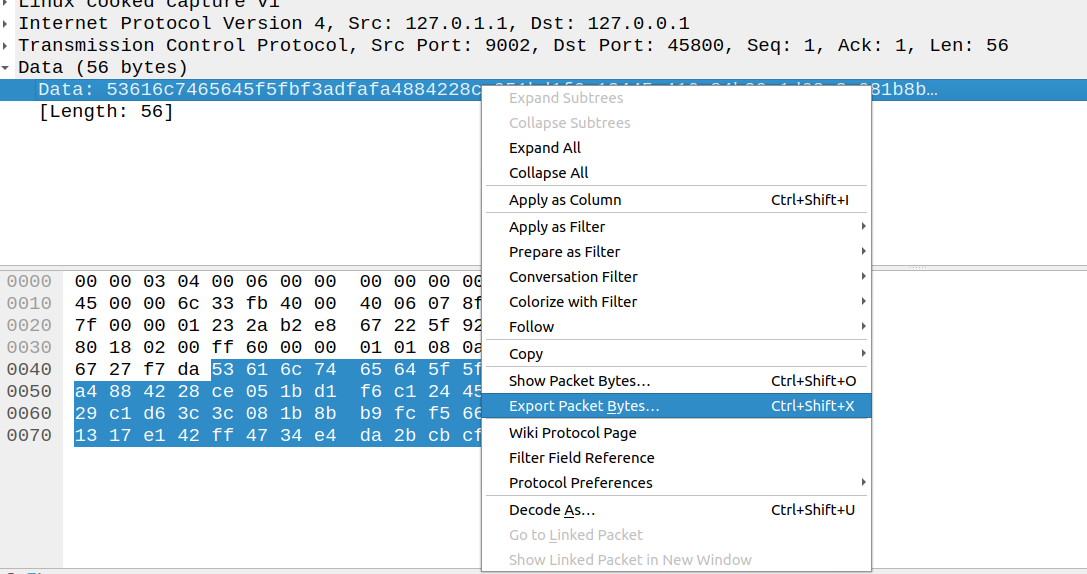 Linux cooked capture v1
Internet Protocol Version 4, Src: 127.0.1.1, Dst: 127.0.0.1
Transmission Control Protocol, Src Port: 9002, Dst Port: 45800, Seq: 1, Ack: 1, Len: 56
Data (56 bytes)
Data: 53616c7465645f5fbf3adfafa4884228c 081b8b…
[Length: 56]
Expand Subtrees
Collapse Subtrees
Expand All
Collapse All
Apply as Column Ctrl+Shift+I
Apply as Filter
Prepare as Filter
Conversation Filter
Colorize with Filter
Follow
Copy
Show Packet Bytes… Ctrl+Shift+O
Export Packet Bytes… Ctrl+Shift+X
Wiki Protocol Page
Filter Field Reference
Protocol Preferences
Decode As… Ctrl+Shift+U
Go to Linked Packet
Show Linked Packet in New Window
0000 00 00 03 04 00 06 00 00 00 00 00 00
0010 45 00 00 6c 33 fb 40 00 40 06 07 8f
0020 7f 00 00 01 23 2a b2 e8 67 22 5f 92
0030 80 18 02 00 ff 60 00 00 01 01 08 0a
0040 67 27 f7 da 53 61 6c 74 65 64 5f 5f
0050 a4 88 42 28 ce 05 1b d1 f6 c1 24 45
0060 29 c1 d6 3c 3c 08 1b 8b b9 fc f5 66
0070 13 17 e1 42 ff 47 34 e4 da 2b cb cf